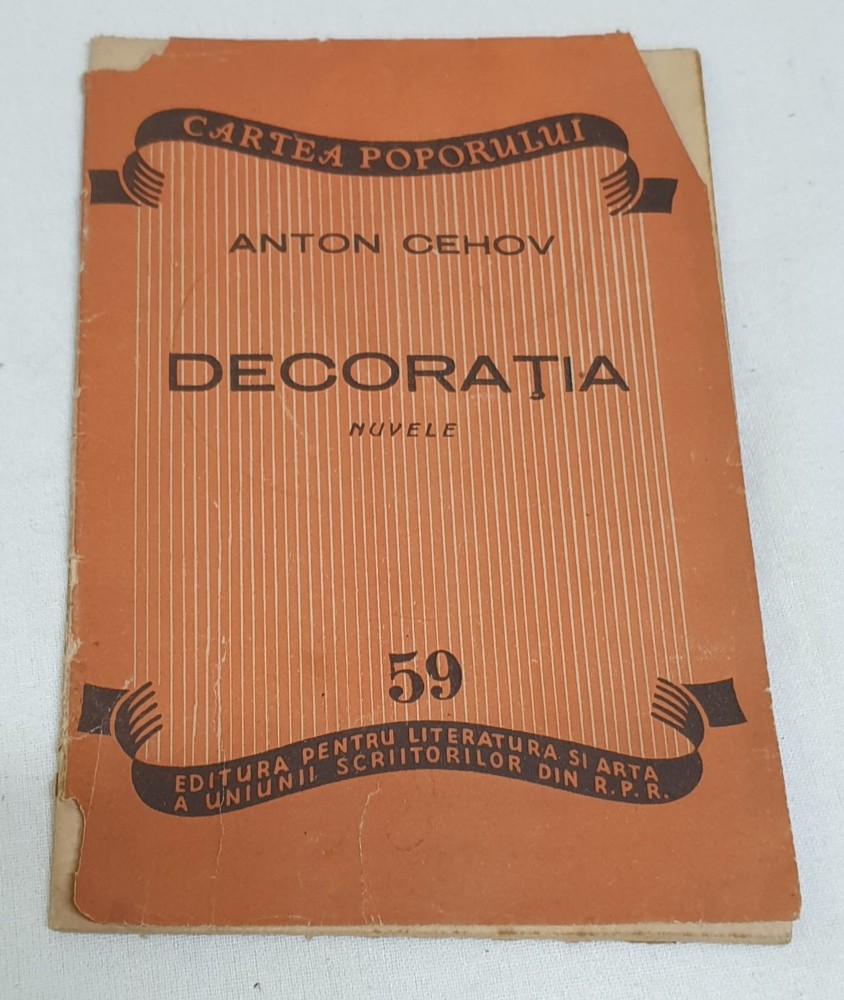 CARTEA POPORULUI
ANTON CEHOV
DECORAŢIA
NUVELE
59
EDITURA PENTRU LITERATURA SI ARTA
A UNIUNII SCRIITORILOR DIN R.P.R.